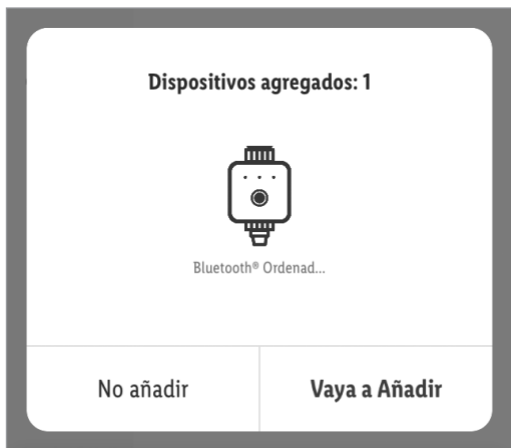 Dispositivos agregados: 1
Bluetooth® Ordenad...
No añadir
Vaya a Añadir